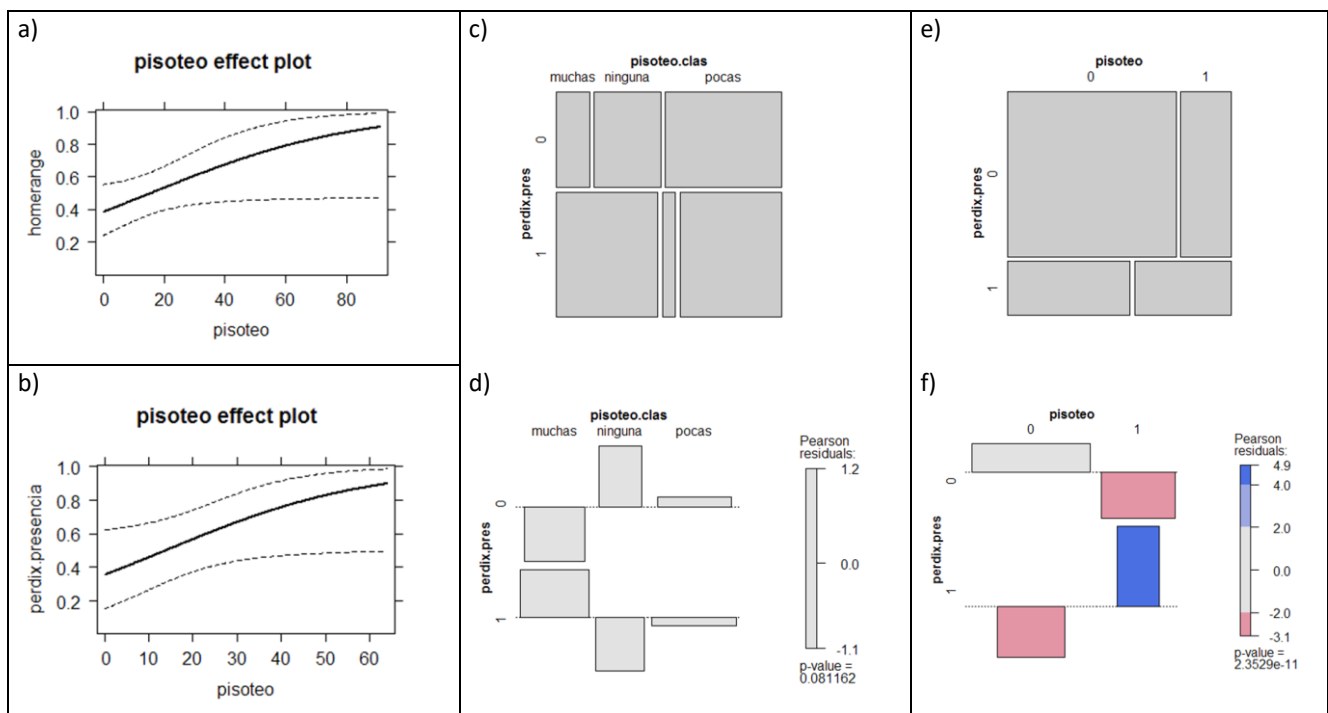 a)
pisoteo effect plot
1.0
0.8
0.6
0.4
0.2
homerange
0 20 40 60 80
pisoteo
b)
pisoteo effect plot
1.0
0.8
0.6
0.4
0.2
perdix.presencia
0 10 20 30 40 50 60
pisoteo
c)
pisoteo.clas
muchas ninguna pocas
0
perdix.pres
1
d)
pisoteo.clas
muchas ninguna pocas
0
perdix.pres
1
Pearson
residuals:
1.2
0.0
-1.1
p-value =
0.081162
e)
pisoteo
0 1
0
perdix.pres
1
f)
pisoteo
0 1
0
perdix.pres
1
Pearson
residuals:
4.9
4.0
2.0
0.0
-2.0
-3.1
p-value =
2.3529e-11